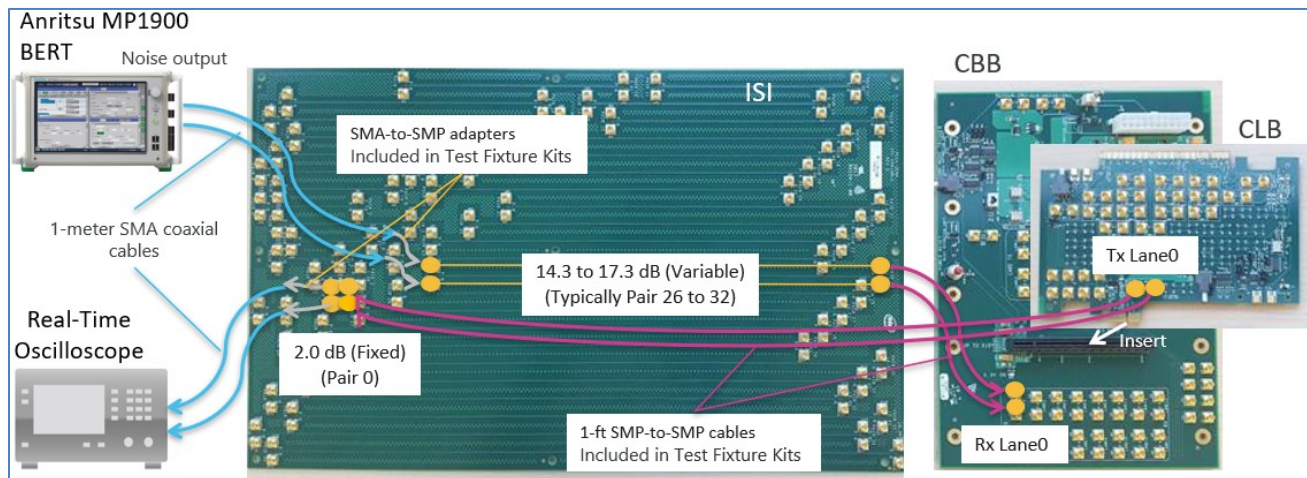 Anritsu MP1900
BERT
Noise output
ISI
CBB
CLB
SMA-to-SMP adapters
Included in Test Fixture Kits
1-meter SMA coaxial
cables
14.3 to 17.3 dB (Variable)
(Typically Pair 26 to 32)
Tx Lane0
Real-Time
Oscilloscope
2.0 dB (Fixed)
(Pair 0)
Insert
1-ft SMP-to-SMP cables
Included in Test Fixture Kits
Rx Lane0